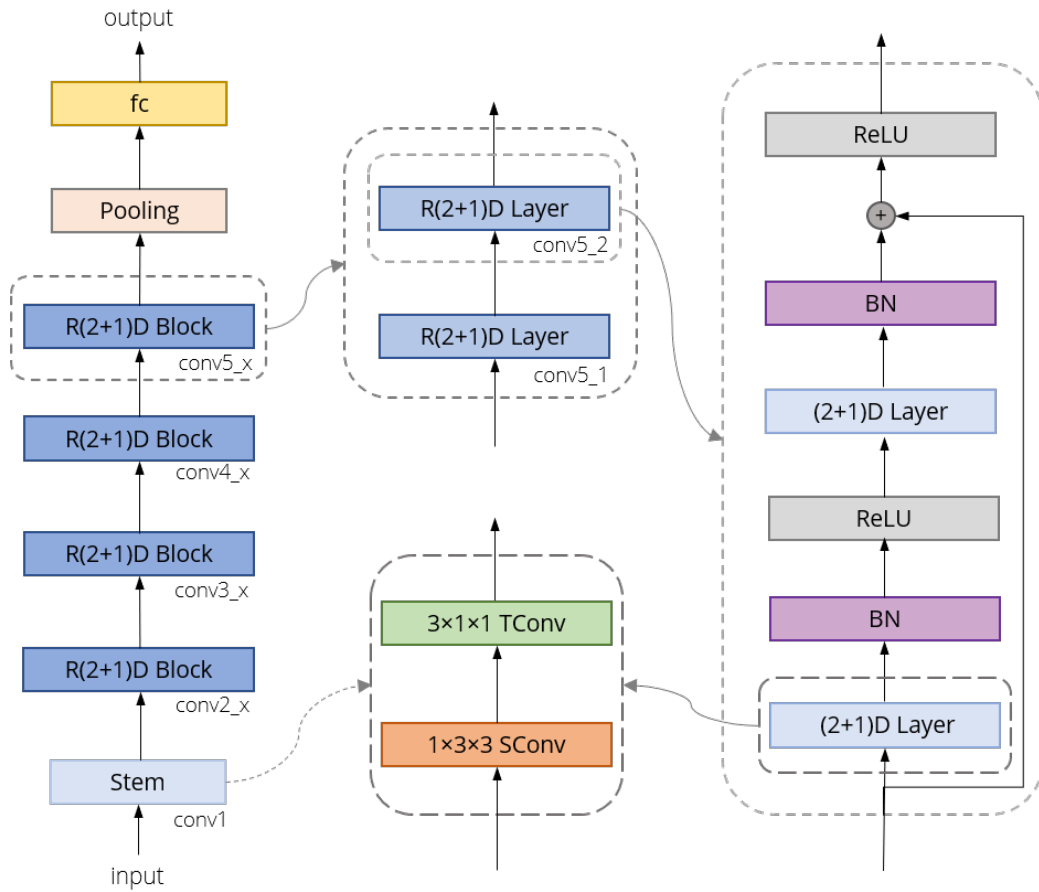 output
fc
Pooling
R(2+1)D Block
conv5_x
R(2+1)D Block
conv4_x
R(2+1)D Block
conv3_x
R(2+1)D Block
conv2_x
Stem
conv1
input
R(2+1)D Layer
conv5_2
R(2+1)D Layer
conv5_1
3×1×1 TConv
1×3×3 SConv
ReLU
+
BN
(2+1)D Layer
ReLU
BN
(2+1)D Layer